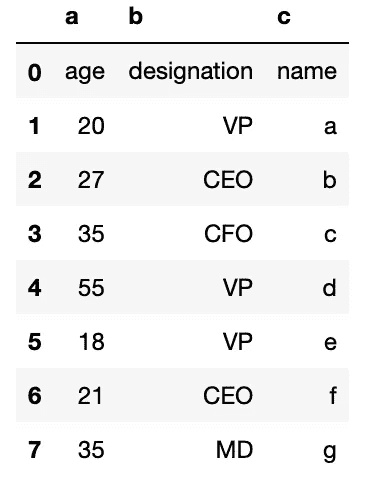 a b c
0 age designation name
1 20 VP a
2 27 CEO b
3 35 CFO c
4 55 VP d
5 18 VP e
6 21 CEO f
7 35 MD g